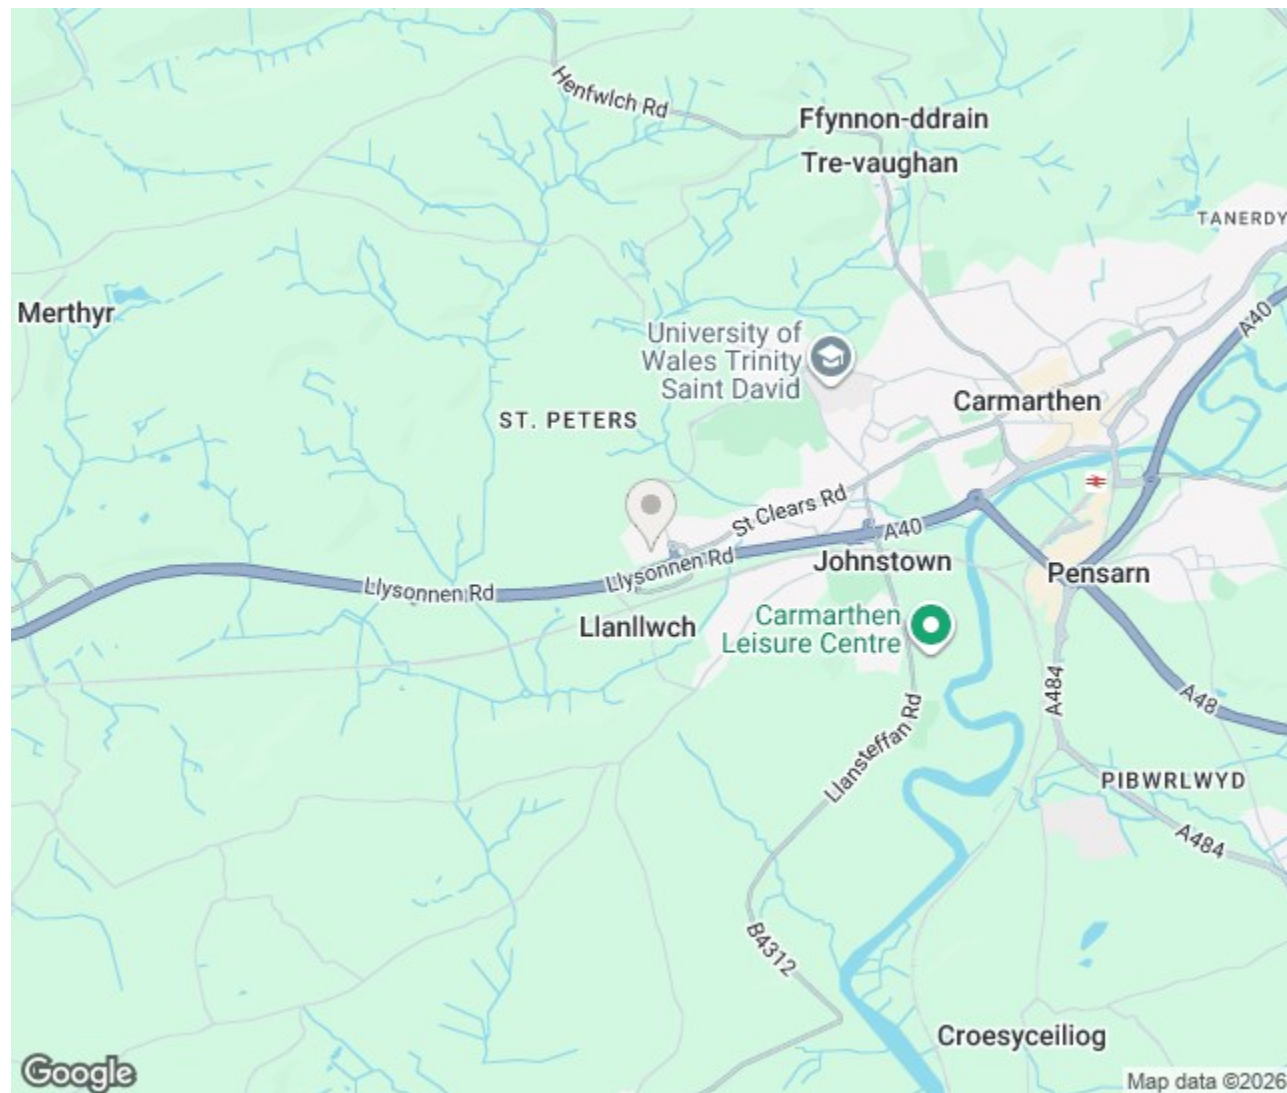 Henfwlch Rd
Ffynnon-ddrain
Tre-vaughan
TANERDY
Merthyr
A40
University of
Wales Trinity
Saint David
Carmarthen
ST. PETERS
St Clears Rd
A40
Llysonnen Rd
Johnstown
Pensarn
Llysonnen Rd
Llanllwch
Carmarthen
Leisure Centre
A484
A48
Llansteffan Rd
PIBWRLWYD
A484
B4312
Croesyceiliog
Google
Map data ©2026